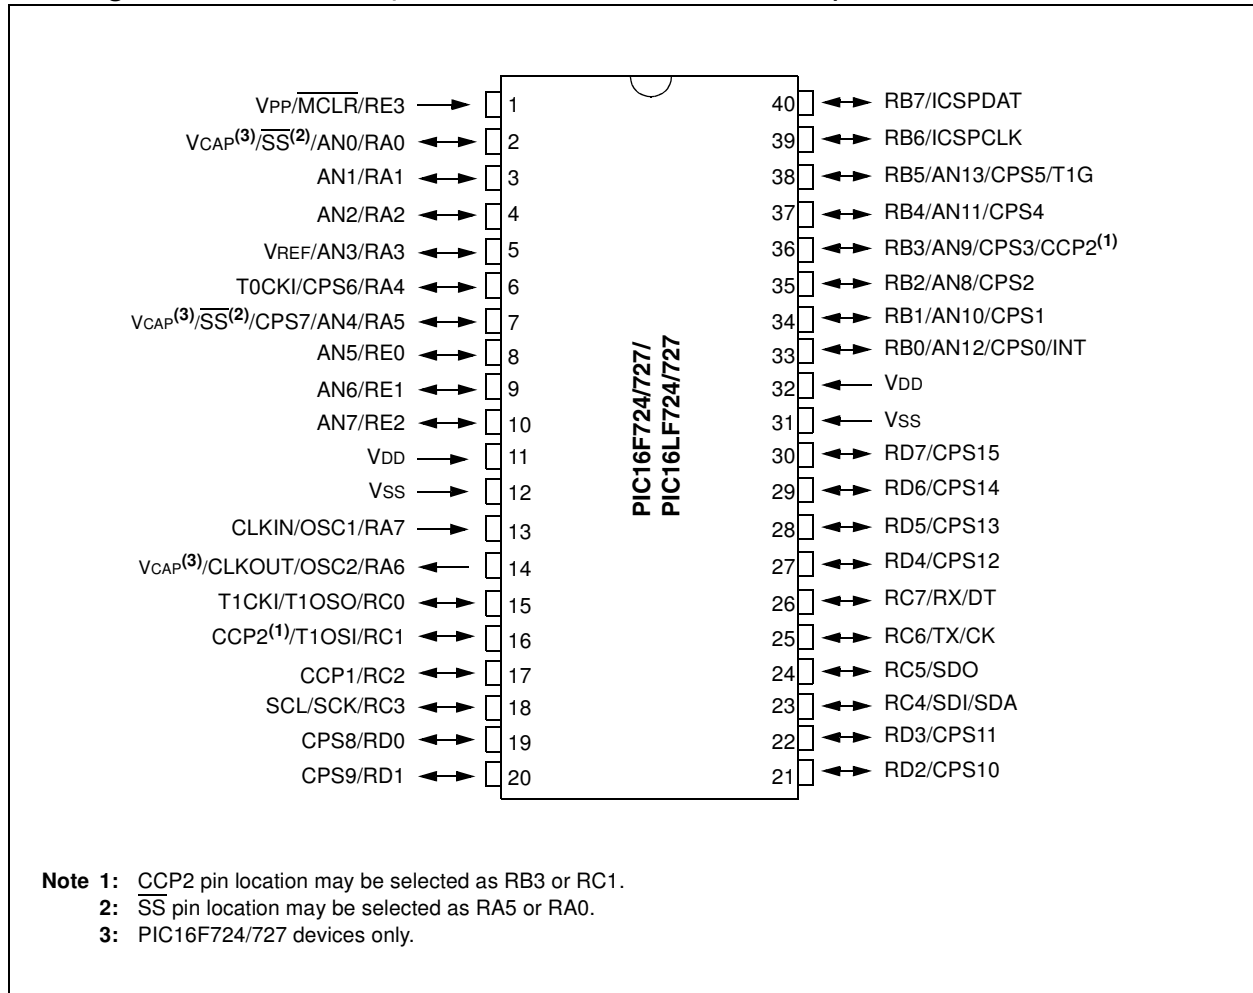 VPP/MCLR/RE3 1
VCAP(3)/SS(2)/AN0/RA0 2
AN1/RA1 3
AN2/RA2 4
VREF/AN3/RA3 5
T0CKI/CPS6/RA4 6
VCAP(3)/SS(2)/CPS7/AN4/RA5 7
AN5/RE0 8
AN6/RE1 9
AN7/RE2 10
VDD 11
VSS 12
CLKIN/OSC1/RA7 13
VCAP(3)/CLKOUT/OSC2/RA6 14
T1CKI/T1OSO/RC0 15
CCP2(1)/T1OSI/RC1 16
CCP1/RC2 17
SCL/SCK/RC3 18
CPS8/RD0 19
CPS9/RD1 20
PIC16F724/727/
PIC16LF724/727
40 RB7/ICSPDAT
39 RB6/ICSPCLK
38 RB5/AN13/CPS5/T1G
37 RB4/AN11/CPS4
36 RB3/AN9/CPS3/CCP2(1)
35 RB2/AN8/CPS2
34 RB1/AN10/CPS1
33 RB0/AN12/CPS0/INT
32 VDD
31 VSS
30 RD7/CPS15
29 RD6/CPS14
28 RD5/CPS13
27 RD4/CPS12
26 RC7/RX/DT
25 RC6/TX/CK
24 RC5/SDO
23 RC4/SDI/SDA
22 RD3/CPS11
21 RD2/CPS10
Note 1: CCP2 pin location may be selected as RB3 or RC1.
2: SS pin location may be selected as RA5 or RA0.
3: PIC16F724/727 devices only.